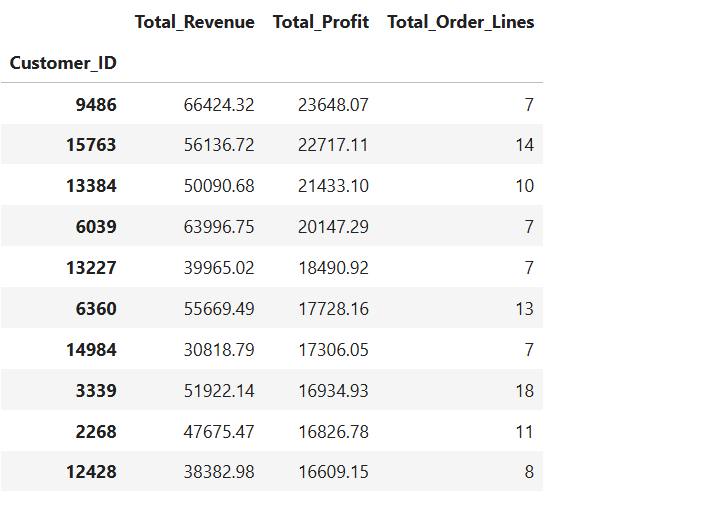 Total_Revenue Total_Profit Total_Order_Lines
Customer_ID
9486 66424.32 23648.07 7
15763 56136.72 22717.11 14
13384 50090.68 21433.10 10
6039 63996.75 20147.29 7
13227 39965.02 18490.92 7
6360 55669.49 17728.16 13
14984 30818.79 17306.05 7
3339 51922.14 16934.93 18
2268 47675.47 16826.78 11
12428 38382.98 16609.15 8